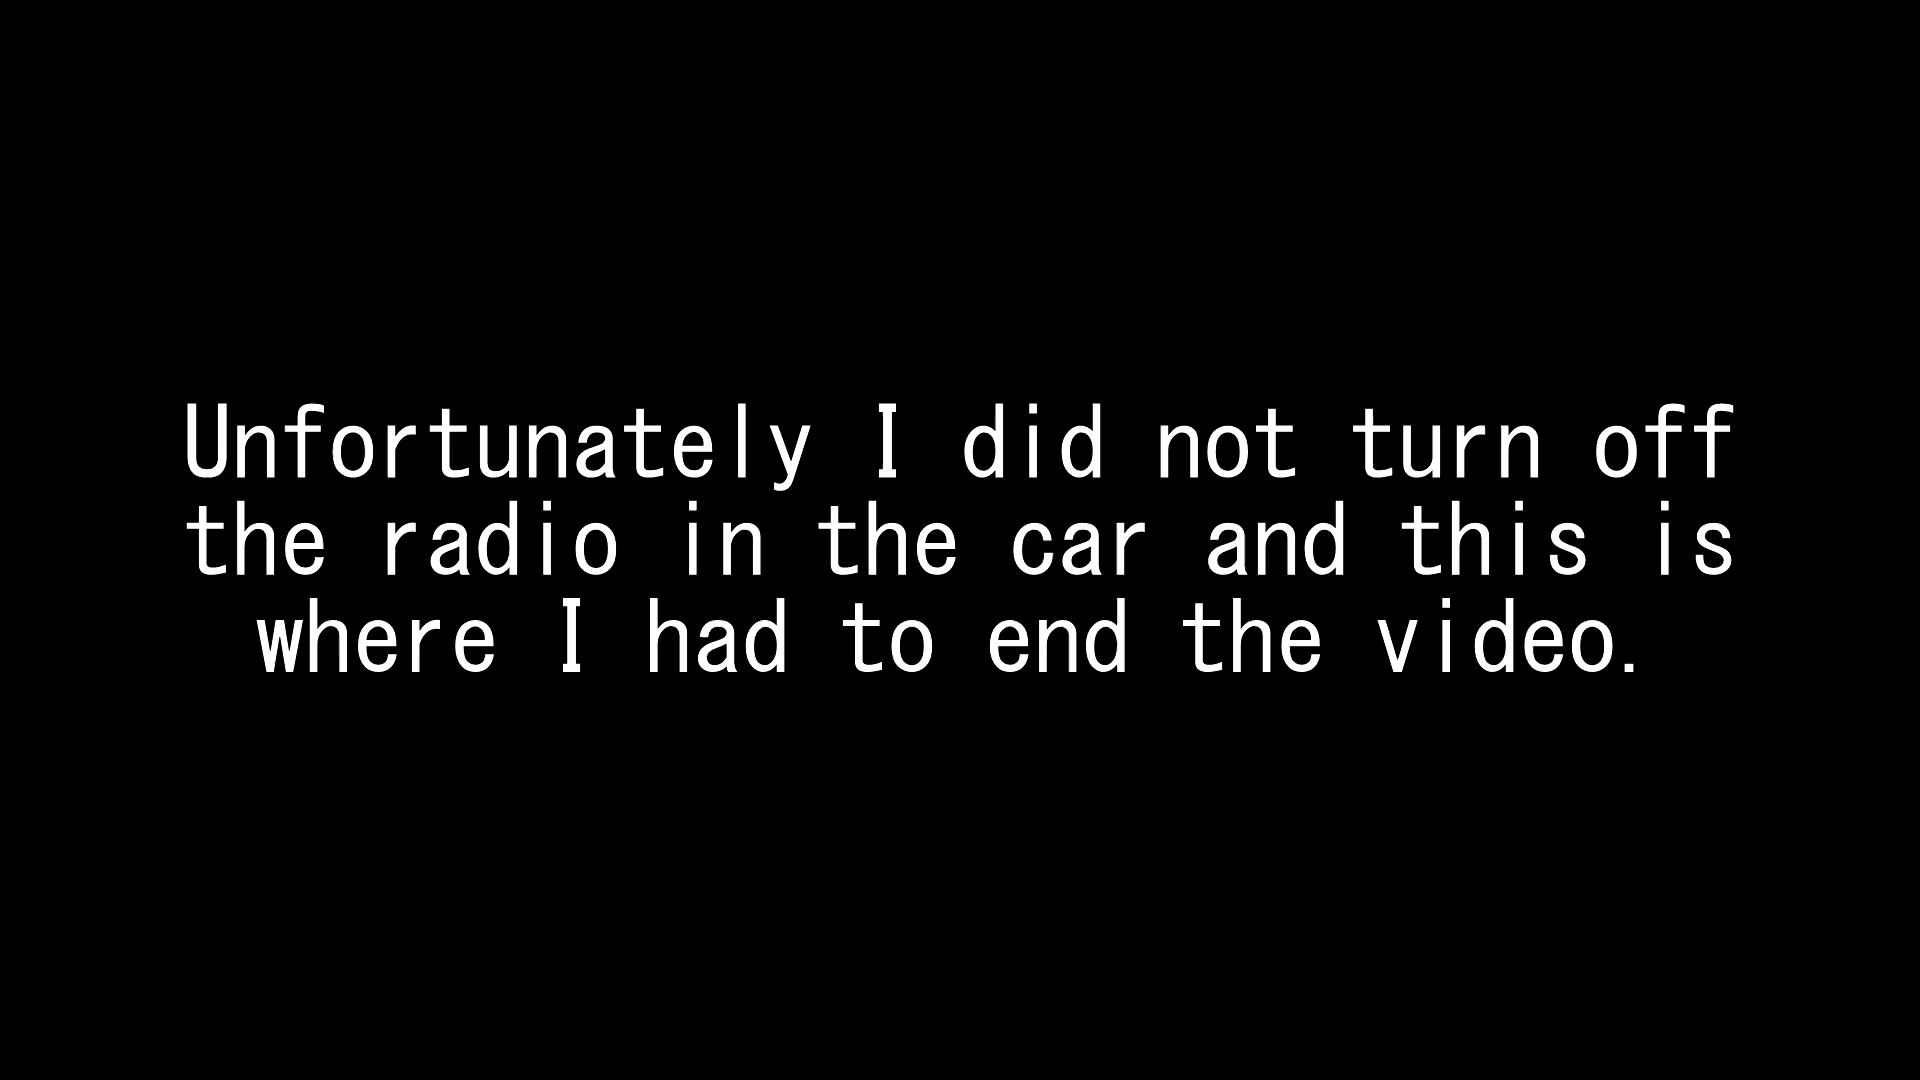 Unfortunately I did not turn off
the radio in the car and this is
where I had to end the video.